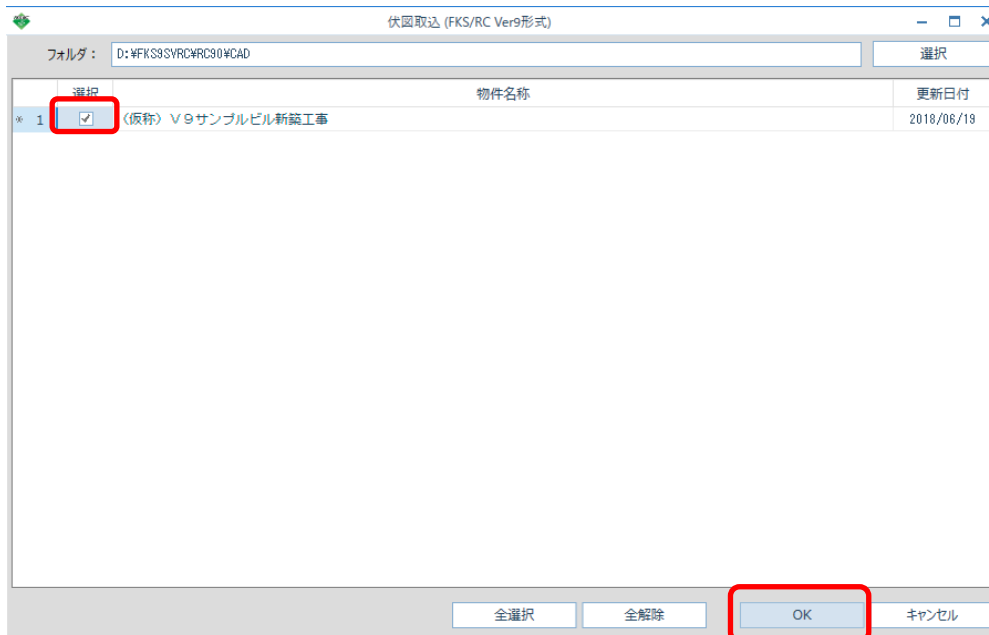 伏図取込 (FKS/RC Ver9形式)
フォルダ： D:¥FKS9SVRC¥RC90¥CAD 選択
選択 物件名称 更新日付
* 1 （仮称）Ｖ９サンプルビル新築工事 2018/06/19
全選択 全解除 OK キャンセル